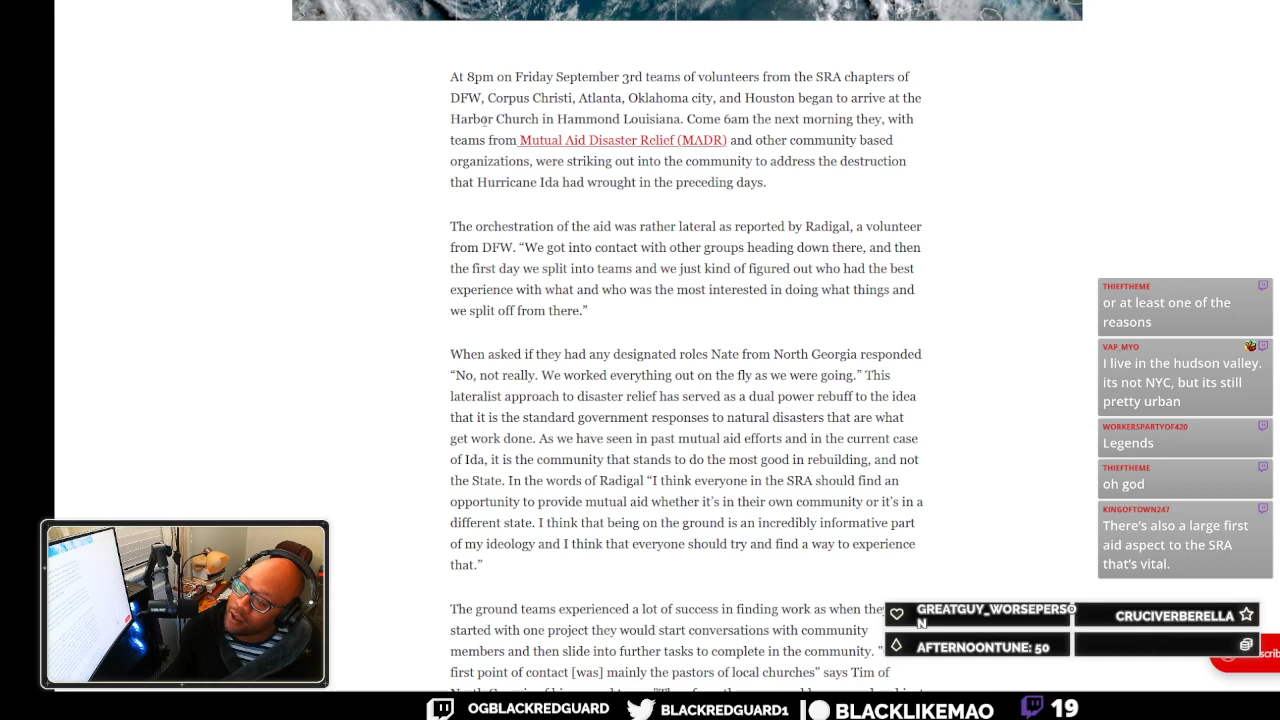 At 8pm on Friday September 3rd teams of volunteers from the SRA chapters of
DFW, Corpus Christi, Atlanta, Oklahoma city, and Houston began to arrive at the
Harbor Church in Hammond Louisiana. Come 6am the next morning they, with
teams from Mutual Aid Disaster Relief (MADR) and other community based
organizations, were striking out into the community to address the destruction
that Hurricane Ida had wrought in the preceding days.
The orchestration of the aid was rather lateral as reported by Radigal, a volunteer
from DFW. “We got into contact with other groups heading down there, and then
the first day we split into teams and we just kind of figured out who had the best
experience with what and who was the most interested in doing what things and
we split off from there.”
When asked if they had any designated roles Nate from North Georgia responded
“No, not really. We worked everything out on the fly as we were going.” This
lateralist approach to disaster relief has served as a dual power rebuff to the idea
that it is the standard government responses to natural disasters that are what
get work done. As we have seen in past mutual aid efforts and in the current case
of Ida, it is the community that stands to do the most good in rebuilding, and not
the State. In the words of Radigal “I think everyone in the SRA should find an
opportunity to provide mutual aid whether it’s in their own community or it’s in a
different state. I think that being on the ground is an incredibly informative part
of my ideology and I think that everyone should try and find a way to experience
that.”
The ground teams experienced a lot of success in finding work as when they
started with one project they would start conversations with community
members and then slide into further tasks to complete in the community.
first point of contact [was] mainly the pastors of local churches” says Tim of
THIEFTHEME
or at least one of the
reasons
VAP_MYO
I live in the hudson valley.
its not NYC, but its still
pretty urban
WORKERSPARTYOF420
Legends
THIEFTHEME
oh god
KINGOFTOWN247
There's also a large first
aid aspect to the SRA
that's vital.
GREATGUY_WORSEPERSO
N
CRUCIVERBERELLA
AFTERNOONTUNE: 50
OGBLACKREDGUARD
BLACKREDGUARD1
BLACKLIKEMAO
19